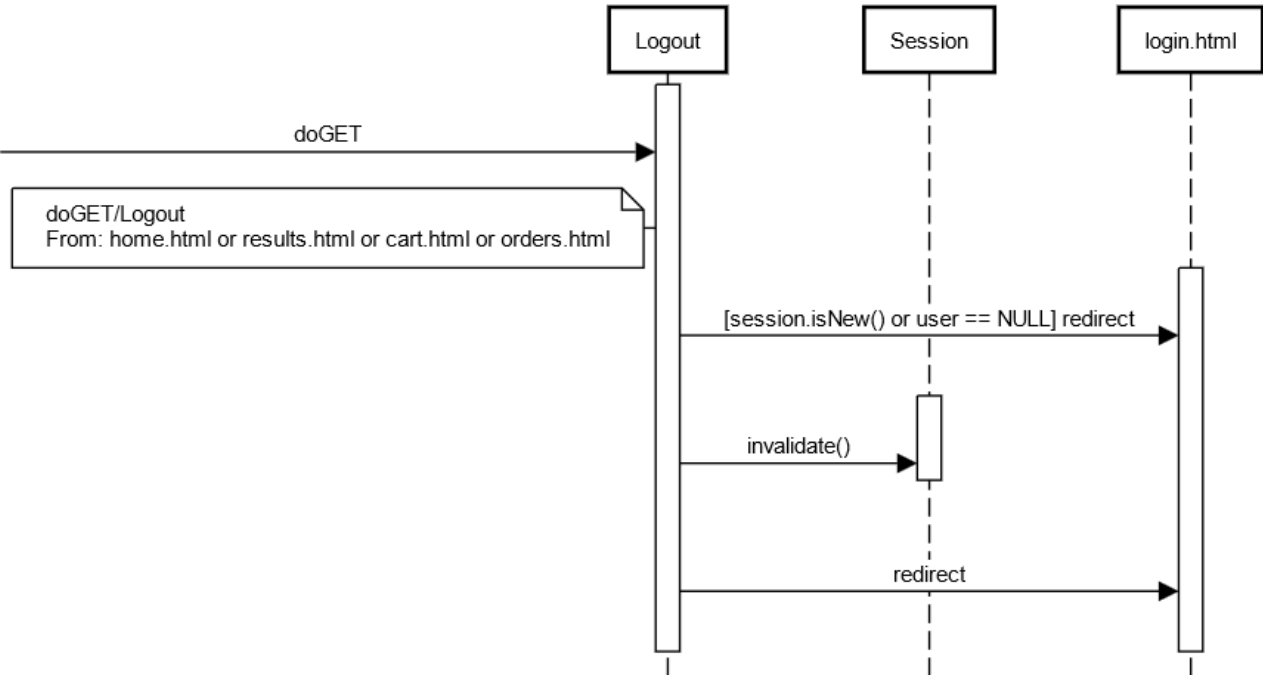 Logout
Session
login.html
doGET
doGET/Logout
From: home.html or results.html or cart.html or orders.html
[session.isNew() or user == NULL] redirect
invalidate()
redirect